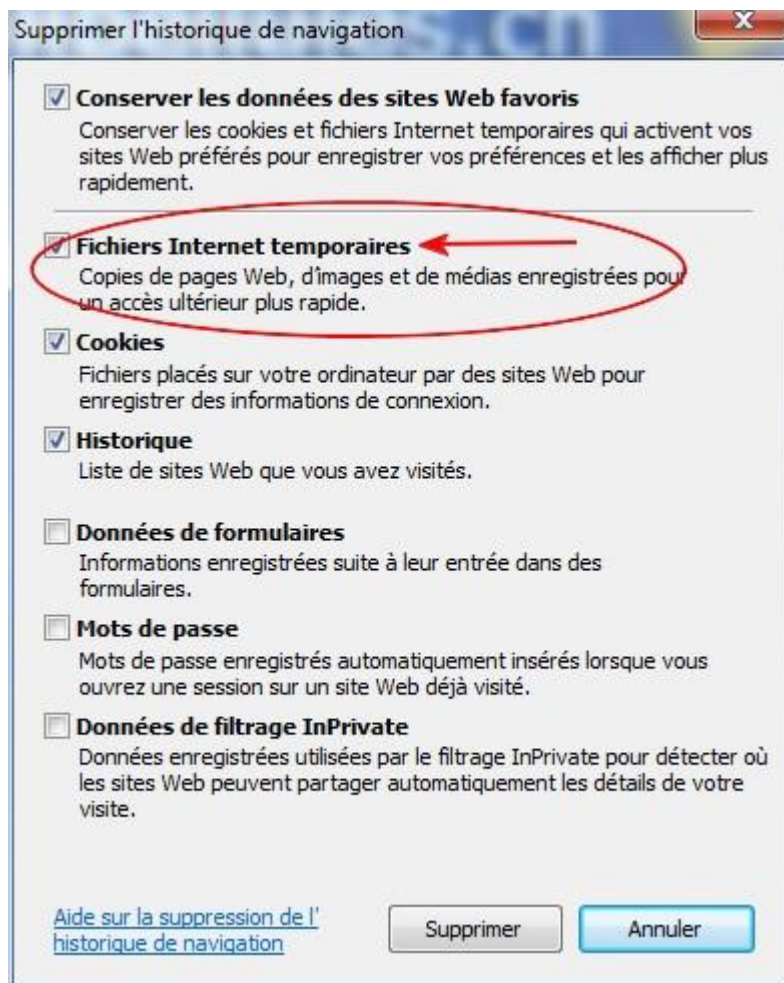 Supprimer l'historique de navigation
Conserver les données des sites Web favoris
Conserver les cookies et fichiers Internet temporaires qui activent vos
sites Web préférés pour enregistrer vos préférences et les afficher plus
rapidement.
Fichiers Internet temporaires
Copies de pages Web, d'images et de médias enregistrées pour
un accès ultérieur plus rapide.
Cookies
Fichiers placés sur votre ordinateur par des sites Web pour
enregistrer des informations de connexion.
Historique
Liste de sites Web que vous avez visités.
Données de formulaires
Informations enregistrées suite à leur entrée dans des
formulaires.
Mots de passe
Mots de passe enregistrés automatiquement insérés lorsque vous
ouvrez une session sur un site Web déjà visité.
Données de filtrage InPrivate
Données enregistrées utilisées par le filtrage InPrivate pour détecter où
les sites Web peuvent partager automatiquement les détails de votre
visite.
Aide sur la suppression de l'
historique de navigation
Supprimer
Annuler